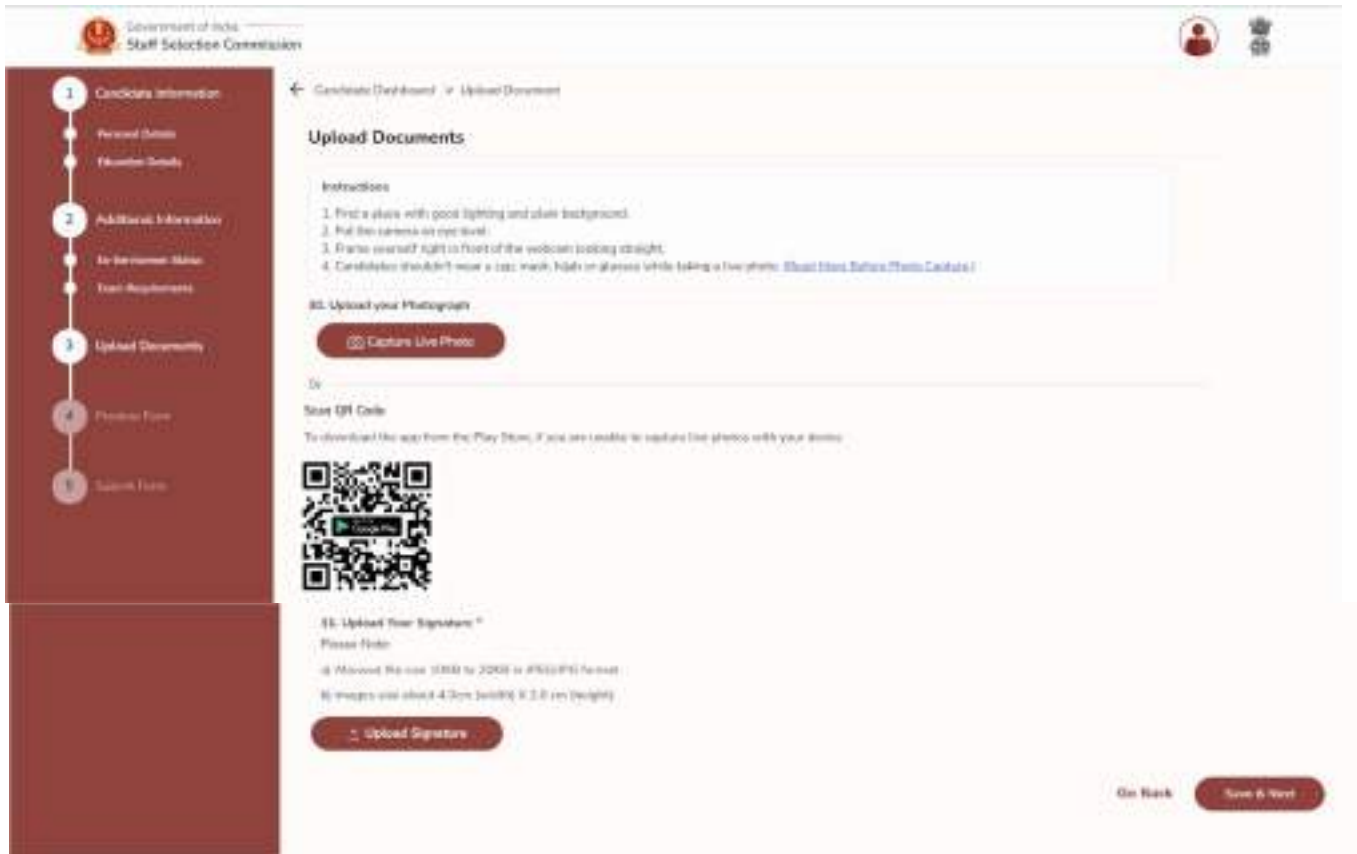 Government of India
Staff Selection Commission
1 Candidate Information
Personal Details
Education Details
2 Additional Information
Ex-Serviceman Status
Exam Requirements
3 Upload Documents
4 Preview Form
5 Submit Form
← Candidate Dashboard > Upload Document
Upload Documents
Instructions
1. Find a place with good lighting and plain background.
2. Put the camera on eye level.
3. Frame yourself right in front of the webcam looking straight.
4. Candidates shouldn't wear a cap, mask, hijab or glasses while taking a live photo. (Read More Before Photo Capture.)
Upload your Photograph
Capture Live Photo
Or
Scan QR Code
To download the app from the Play Store, if you are unable to capture live photos with your device
Google Play
Upload Your Signature *
Please Note:
a) Allowed file size 10KB to 20KB in JPEG/JPG format
b) Images size about (width) X 2.0 cm (height)
Upload Signature
Go Back
Save & Next